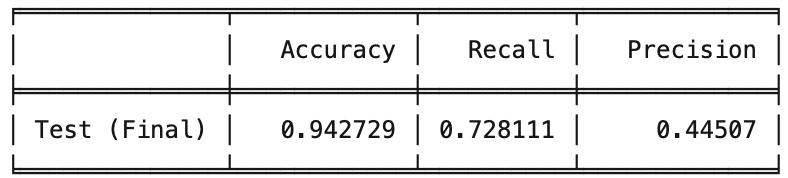 Accuracy Recall Precision
Test (Final) 0.942729 0.728111 0.44507